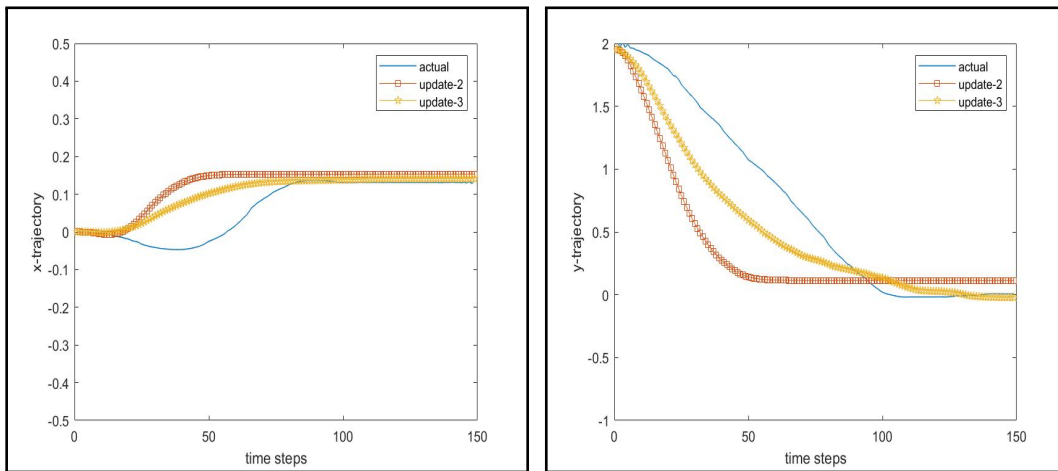 0.5
0.4
0.3
0.2
0.1
0
-0.1
-0.2
-0.3
-0.4
-0.5
x-trajectory
0 50 100 150
time steps
actual
update-2
update-3
2
1.5
1
0.5
0
-0.5
-1
y-trajectory
0 50 100 150
time steps
actual
update-2
update-3